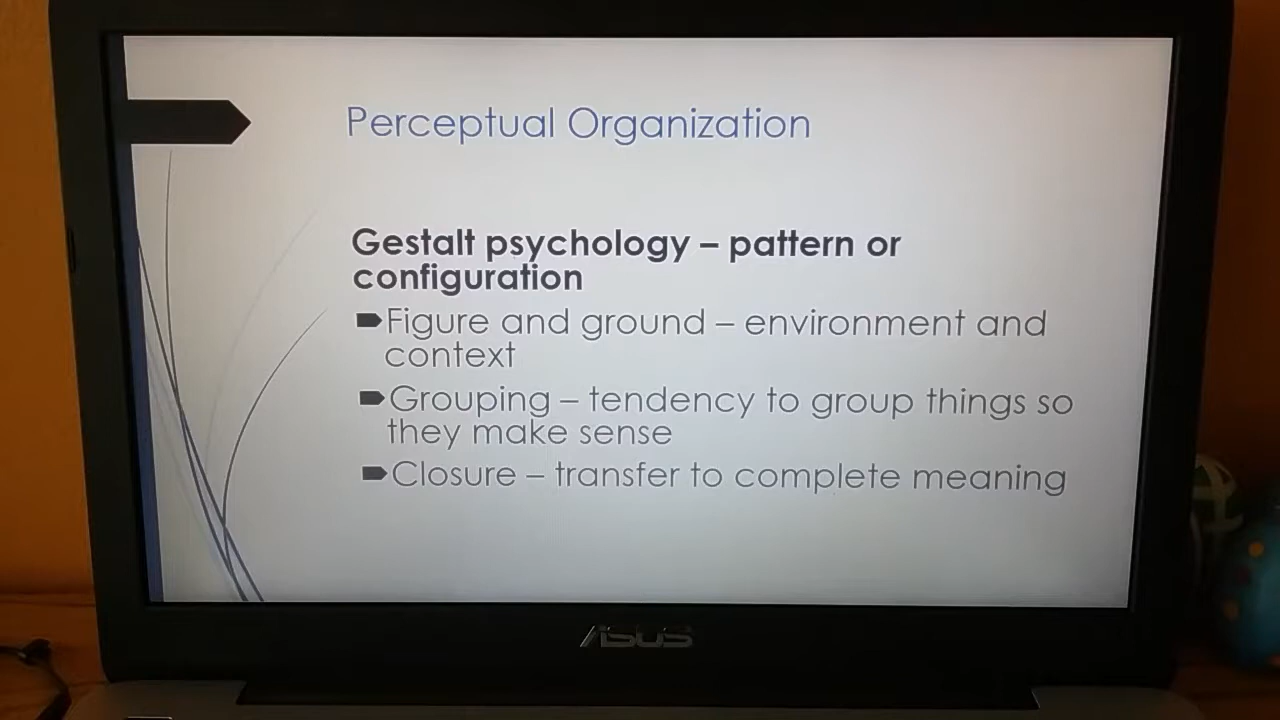 Perceptual Organization
Gestalt psychology – pattern or
configuration
Figure and ground – environment and
context
Grouping – tendency to group things so
they make sense
Closure – transfer to complete meaning
ASUS